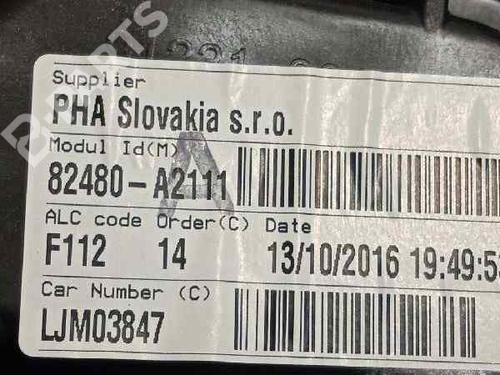 B-PARTS
Supplier
PHA Slovakia s.r.o.
Modul Id(M)
82480-A2111
ALC code Order(C) Date
F112 14 13/10/2016 19:49:5
Car Number (C)
LJM03847